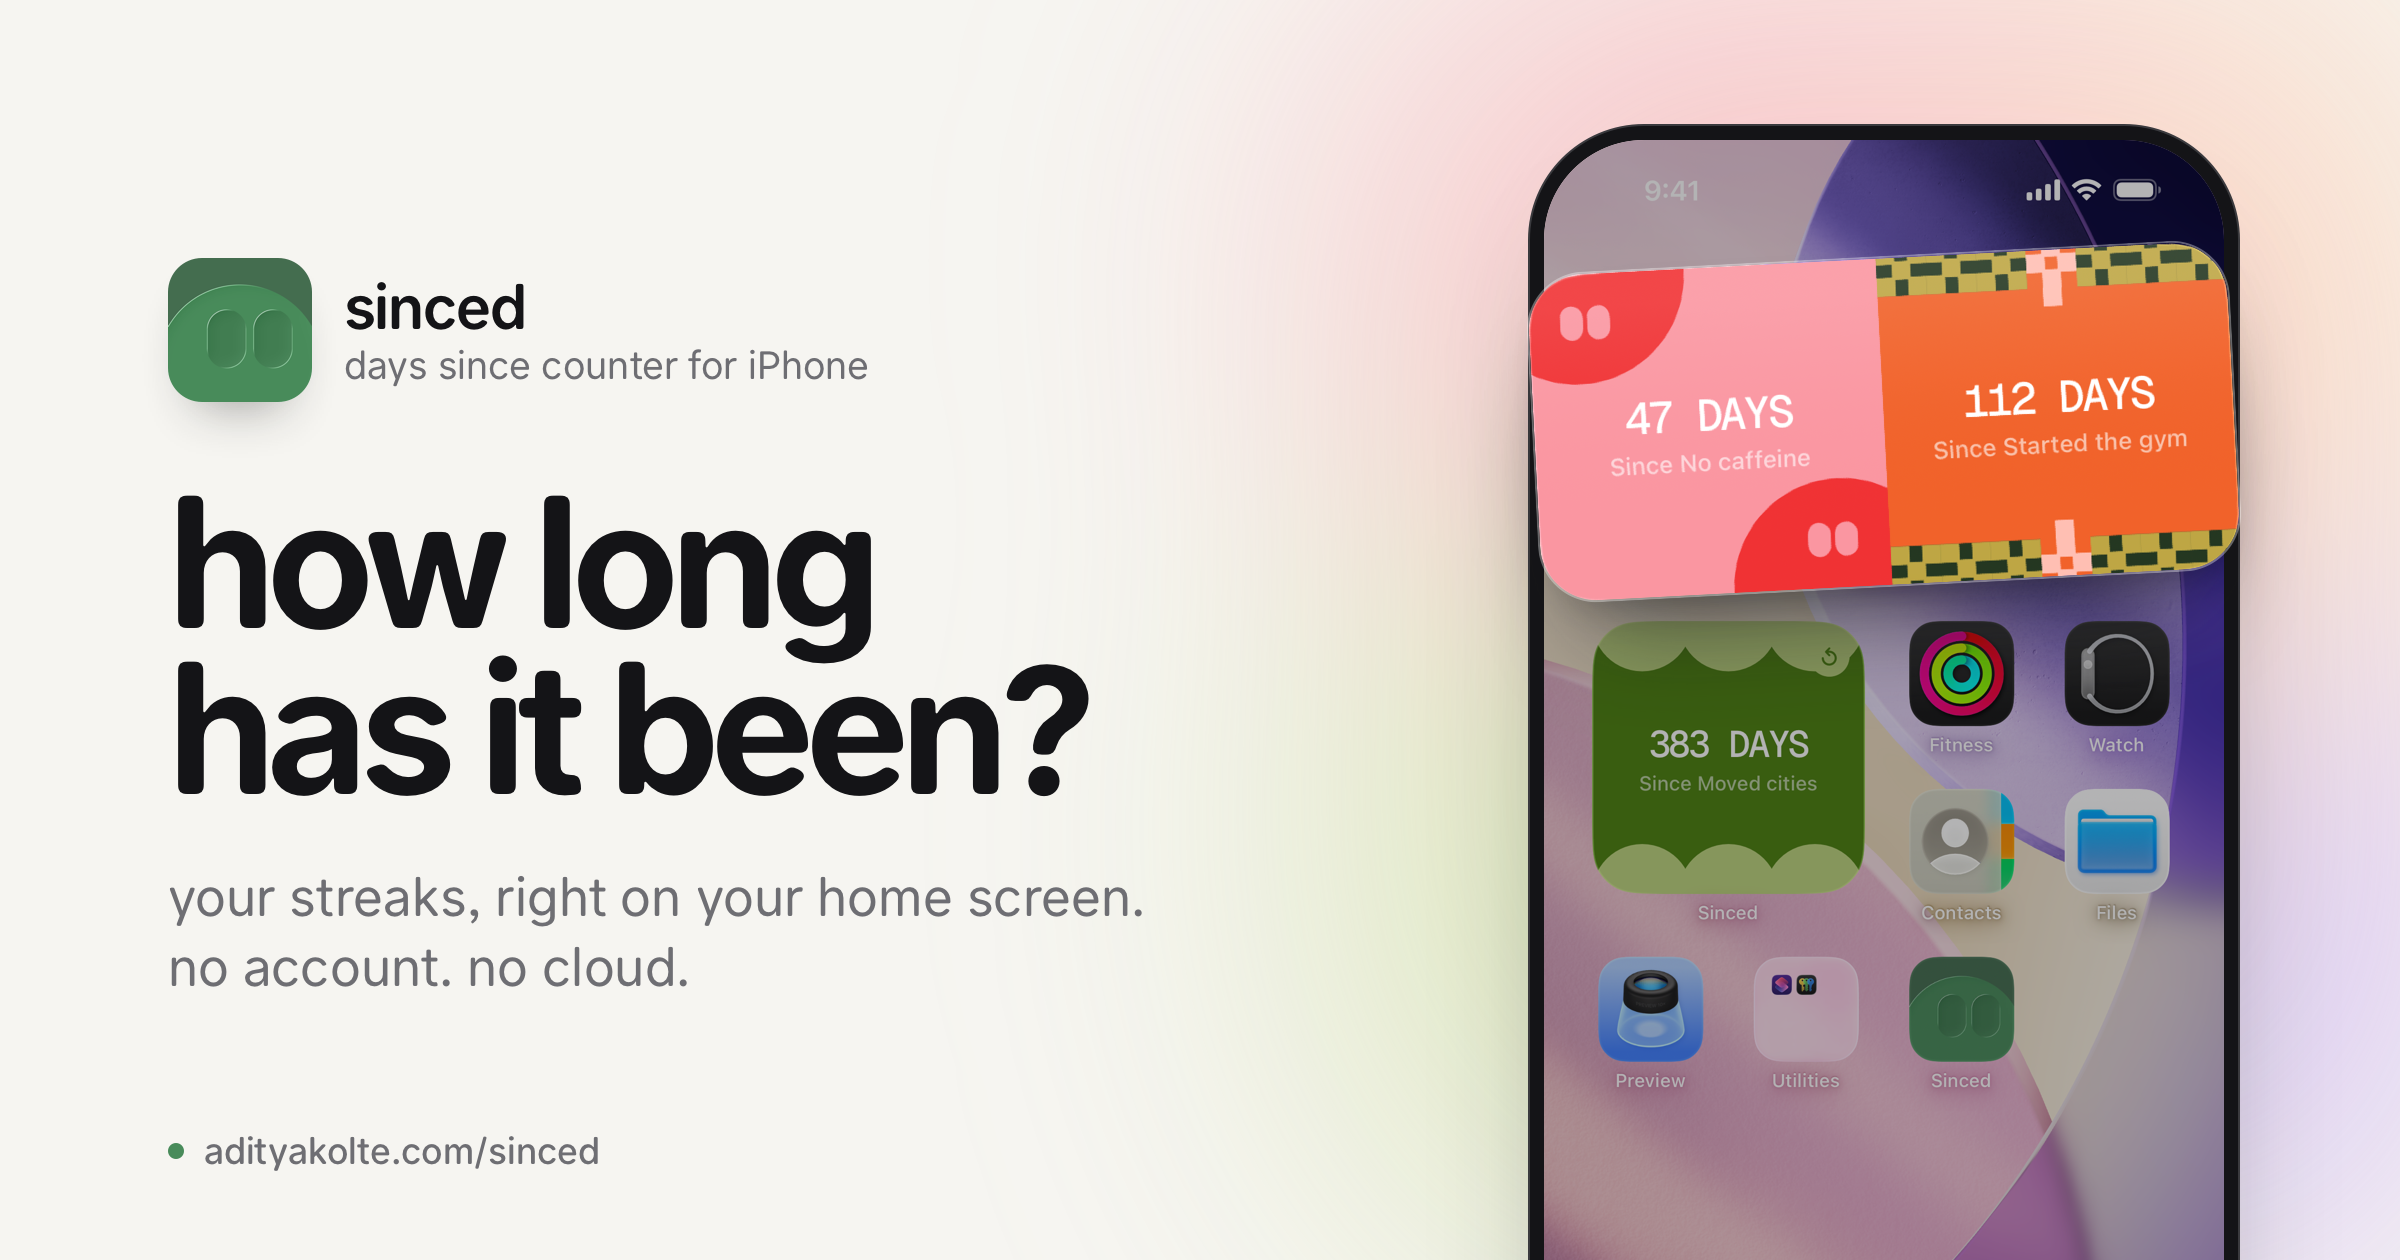 sinced
days since counter for iPhone
how long
has it been?
your streaks, right on your home screen.
no account. no cloud.
adityakolte.com/sinced
9:41
47 DAYS
Since No caffeine
112 DAYS
Since Started the gym
383 DAYS
Since Moved cities
Sinced
Fitness
Watch
Contacts
Files
Preview
Utilities
Sinced